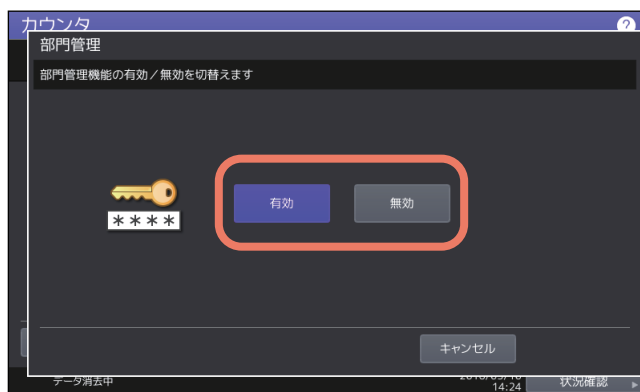 カウンタ
?
部門管理
部門管理機能の有効／無効を切替えます
****
有効
無効
キャンセル
データ消去中
14:24
状況確認